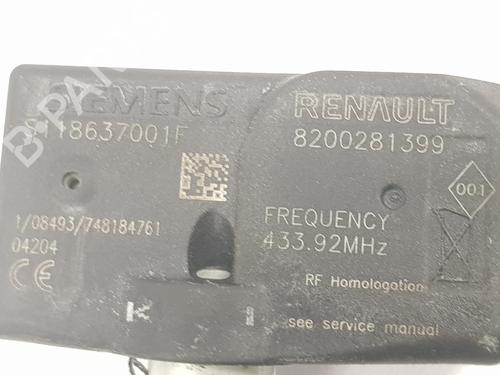 SIEMENS
S118637001F
RENAULT
8200281399
001
1/08493/748184761
04204
CE
FREQUENCY
433.92MHz
RF Homologation
see service manual